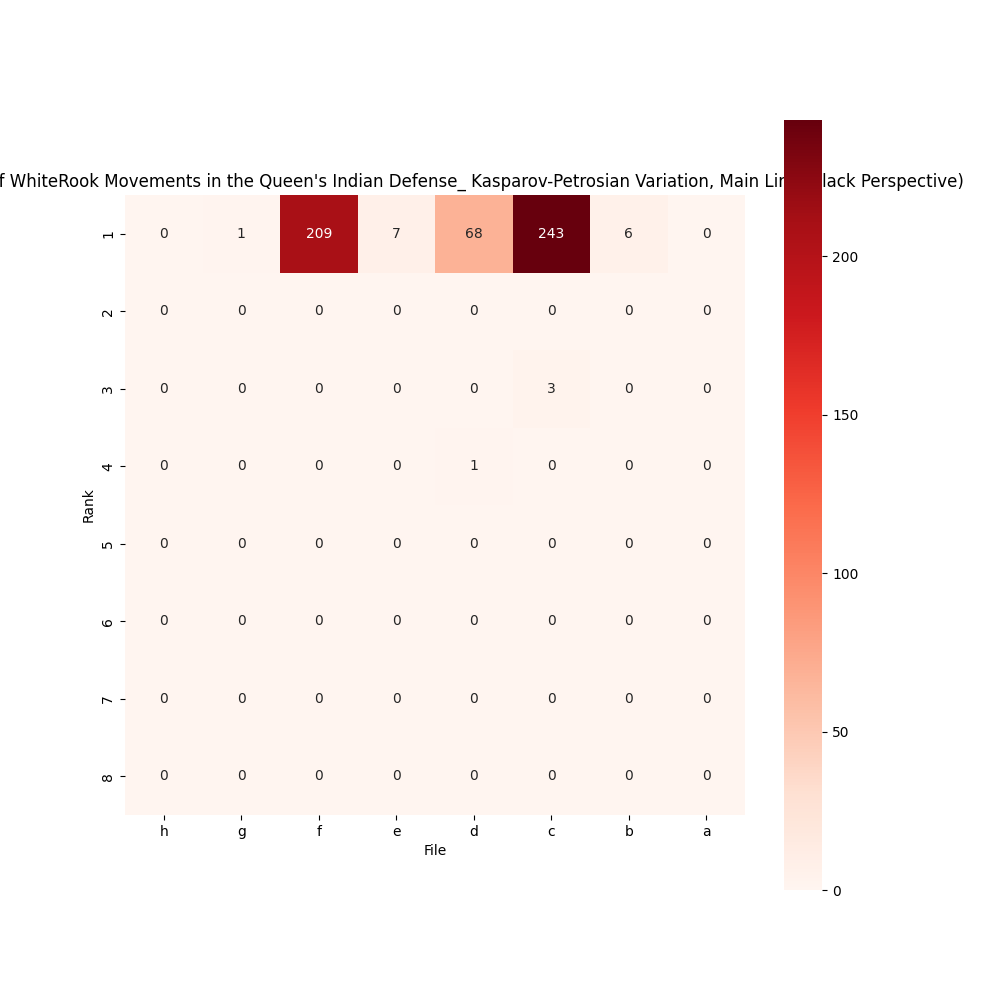 f WhiteRook Movements in the Queen's Indian Defense_ Kasparov-Petrosian Variation, Main Lin lack Perspective)
1 0 1 209 7 68 243 6 0
2 0 0 0 0 0 0 0 0
3 0 0 0 0 0 3 0 0
4 0 0 0 0 1 0 0 0
5 0 0 0 0 0 0 0 0
6 0 0 0 0 0 0 0 0
7 0 0 0 0 0 0 0 0
8 0 0 0 0 0 0 0 0
h g f e d c b a
File
Rank
200
150
100
50
0